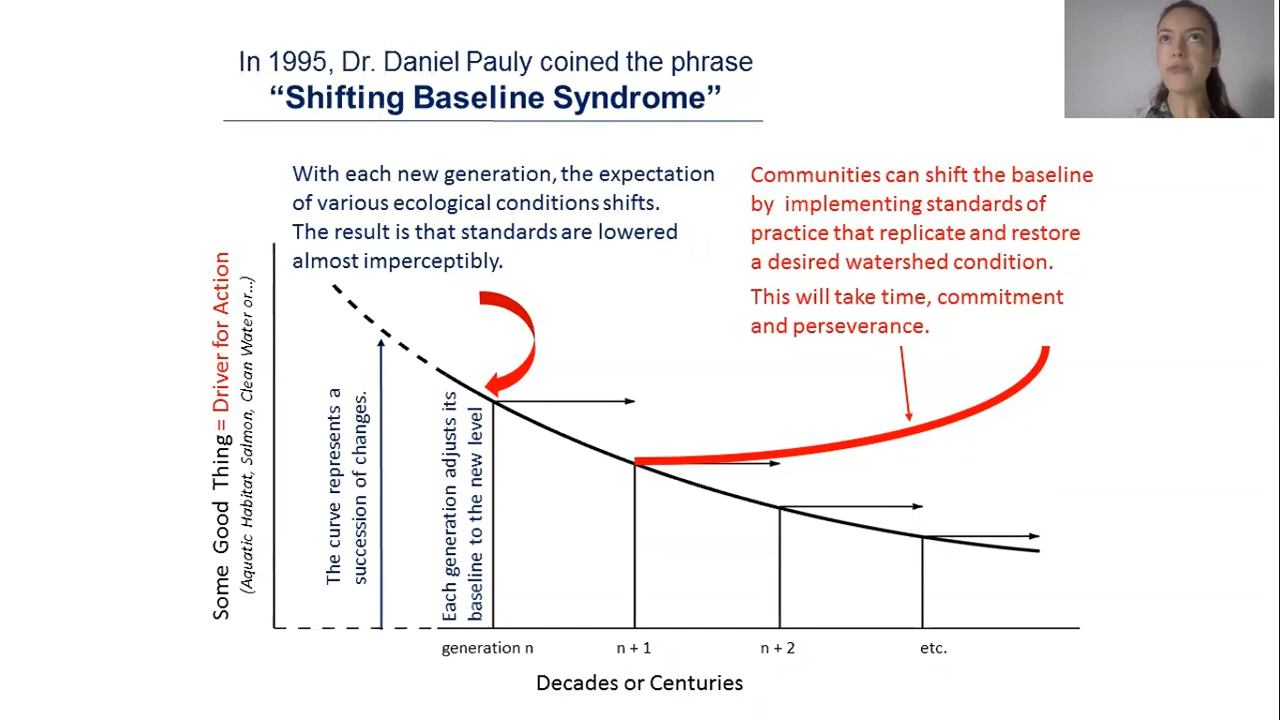 In 1995, Dr. Daniel Pauly coined the phrase
“Shifting Baseline Syndrome”
With each new generation, the expectation
of various ecological conditions shifts.
The result is that standards are lowered
almost imperceptibly.
Communities can shift the baseline
by implementing standards of
practice that replicate and restore
a desired watershed condition.
This will take time, commitment
and perseverance.
Some Good Thing = Driver for Action
(Aquatic Habitat, Salmon, Clean Water or...)
The curve represents a
succession of changes.
Each generation adjusts its
baseline to the new level
generation n
n + 1
n + 2
etc.
Decades or Centuries